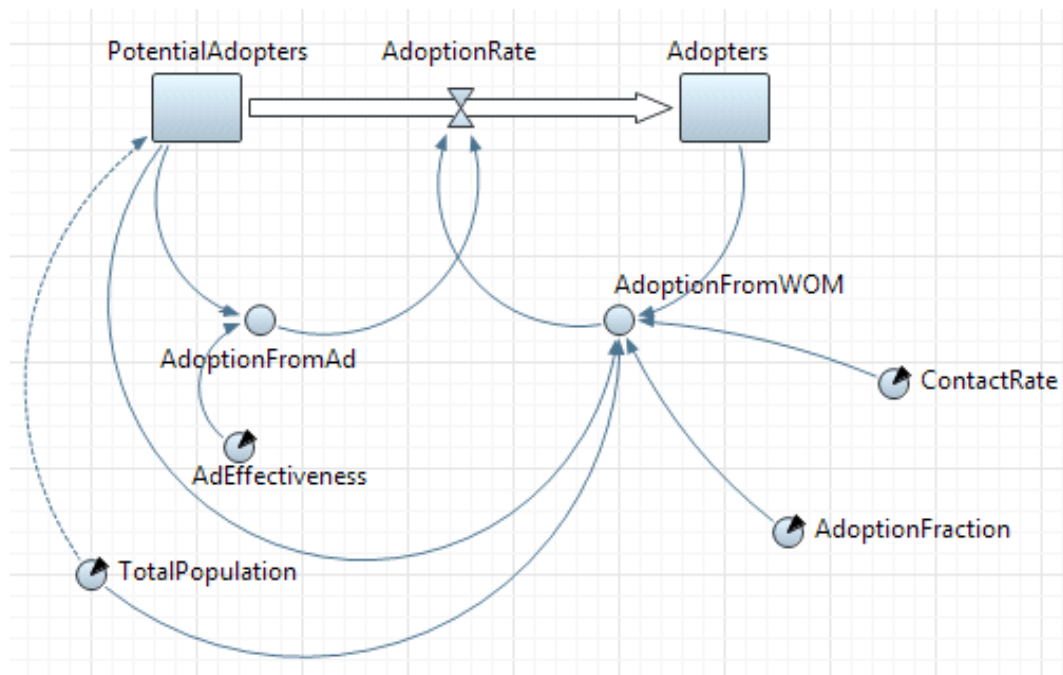 PotentialAdopters
AdoptionRate
Adopters
AdoptionFromWOM
AdoptionFromAd
ContactRate
AdEffectiveness
AdoptionFraction
TotalPopulation